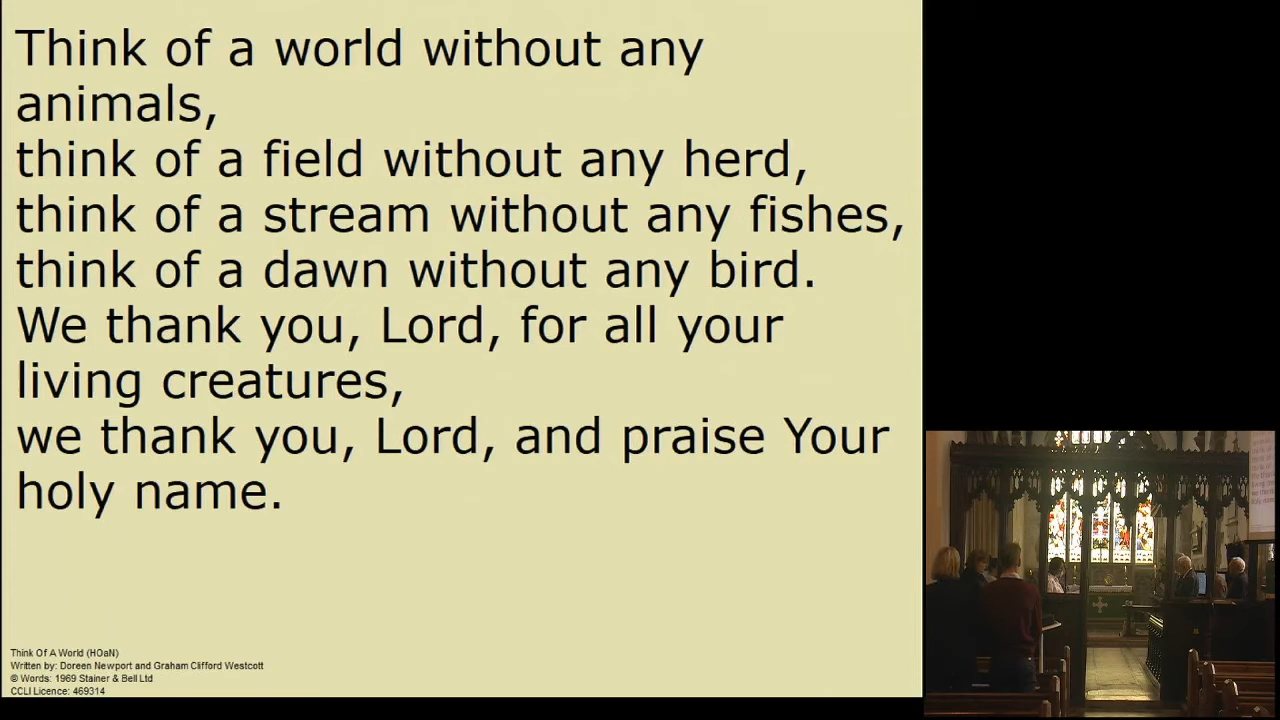 Think of a world without any
animals,
think of a field without any herd,
think of a stream without any fishes,
think of a dawn without any bird.
We thank you, Lord, for all your
living creatures,
we thank you, Lord, and praise Your
holy name.
Think Of A World (HOaN)
Written by: Doreen Newport and Graham Clifford Westcott
© Words: 1969 Stainer & Bell Ltd
CCLI Licence: 469314